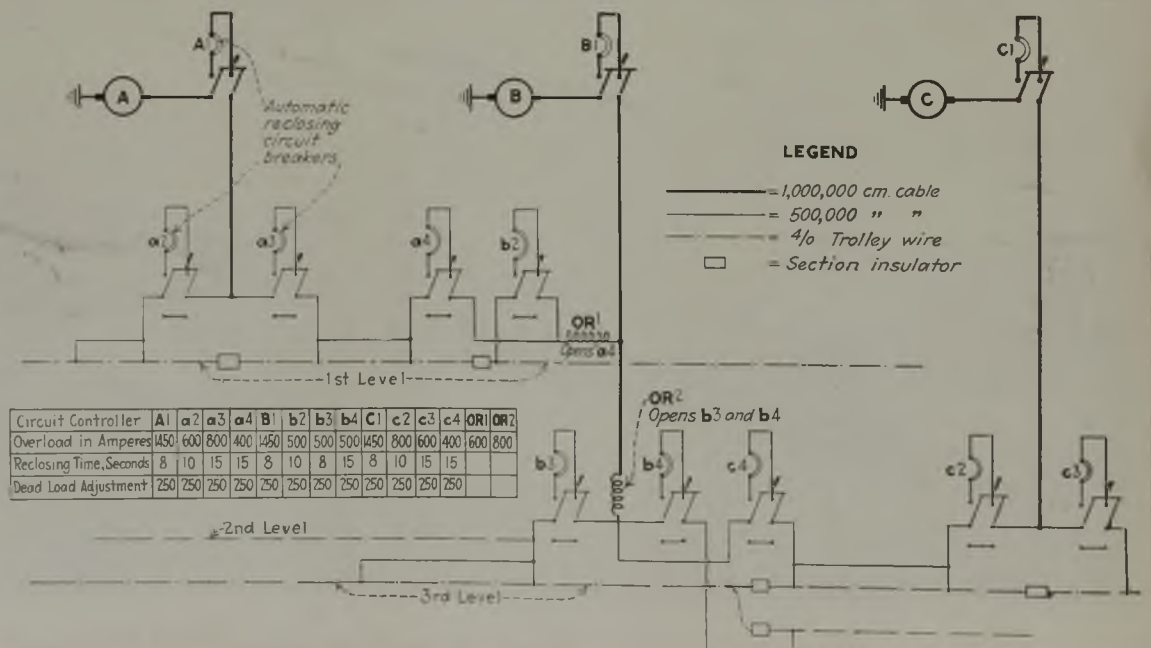 A1
B1
C1
A
B
C
Automatic
reclosing
circuit
breakers
LEGEND
= 1,000,000 cm. cable
= 500,000 " "
= 4/0 Trolley wire
= Section insulator
a2
a3
a4
b2
OR1
Opens a4
1st Level
OR2
Opens b3 and b4
Circuit Controller A1 a2 a3 a4 B1 b2 b3 b4 C1 c2 c3 c4 OR1 OR2
Overload in Amperes 1450 600 800 400 1450 500 500 500 1450 800 600 400 600 800
Reclosing Time, Seconds 8 10 15 15 8 10 8 15 8 10 15 15
Dead Load Adjustment 250 250 250 250 250 250 250 250 250 250 250 250
b3
b4
c4
c2
c3
2nd Level
3rd Level